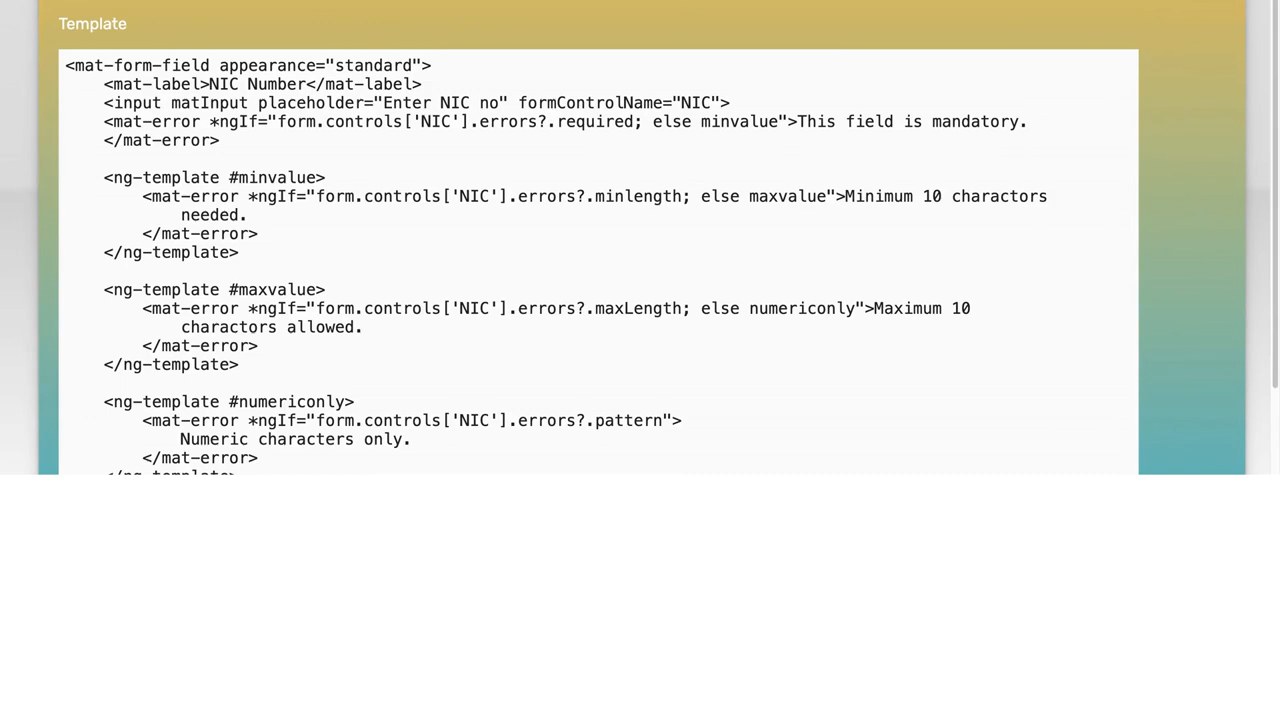 Template
<mat-form-field appearance="standard">
<mat-label>NIC Number</mat-label>
<input matInput placeholder="Enter NIC no" formControlName="NIC">
<mat-error *ngIf="form.controls['NIC'].errors?.required; else minvalue">This field is mandatory.
</mat-error>
<ng-template #minvalue>
<mat-error *ngIf="form.controls['NIC'].errors?.minlength; else maxvalue">Minimum 10 charactors
needed.
</mat-error>
</ng-template>
<ng-template #maxvalue>
<mat-error *ngIf="form.controls['NIC'].errors?.maxLength; else numericonly">Maximum 10
charactors allowed.
</mat-error>
</ng-template>
<ng-template #numericonly>
<mat-error *ngIf="form.controls['NIC'].errors?.pattern">
Numeric characters only.
</mat-error>